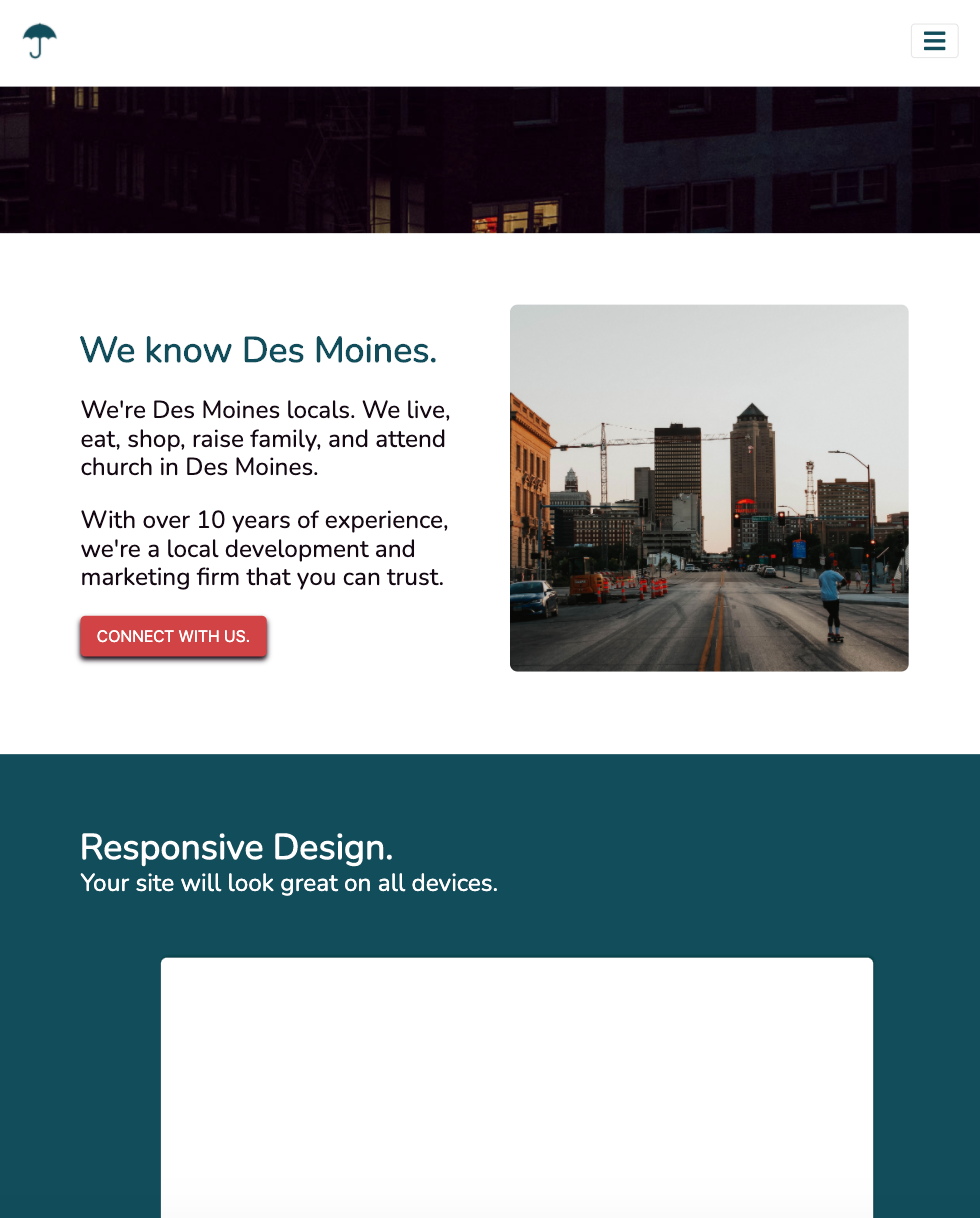 We know Des Moines.
We're Des Moines locals. We live,
eat, shop, raise family, and attend
church in Des Moines.
With over 10 years of experience,
we're a local development and
marketing firm that you can trust.
CONNECT WITH US.
Responsive Design.
Your site will look great on all devices.